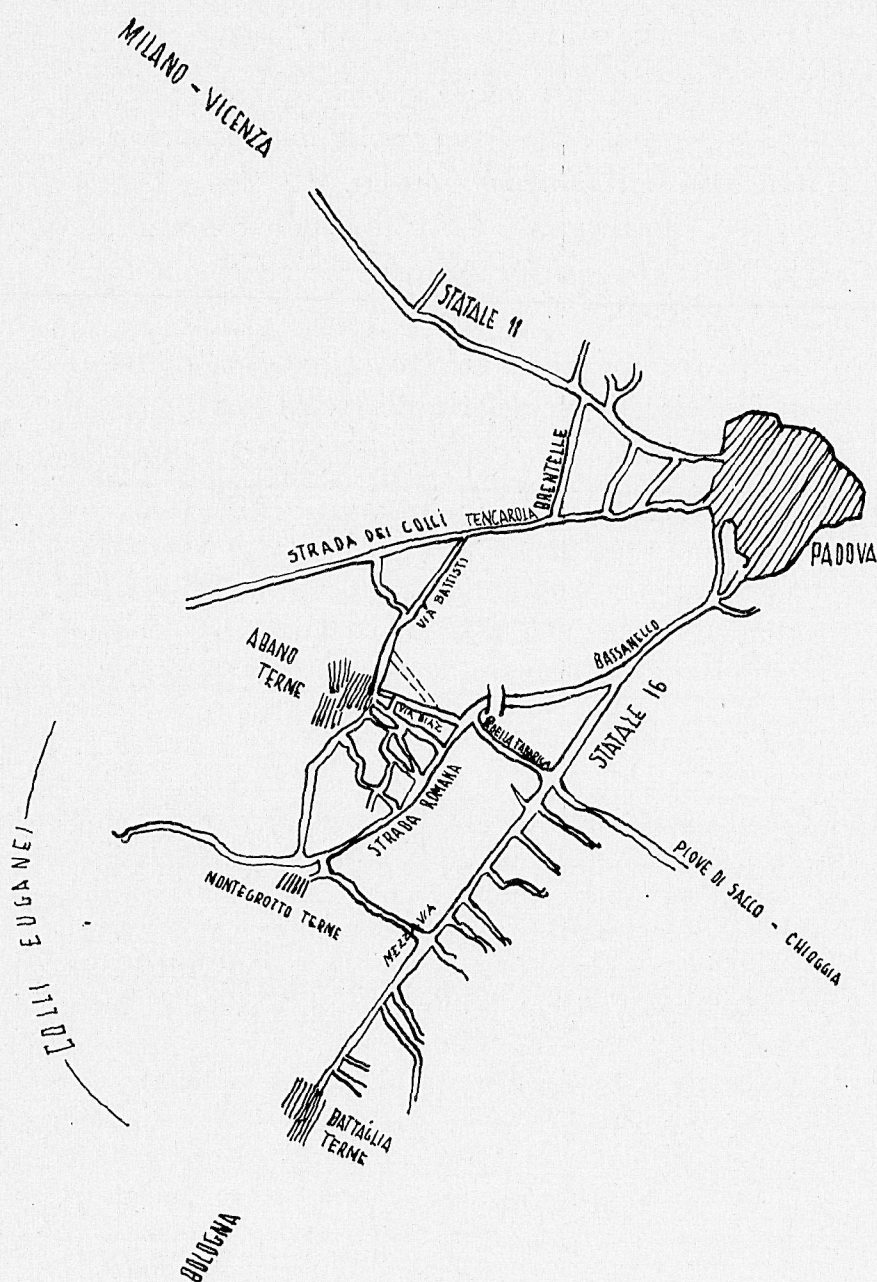 MILANO - VICENZA
STATALE 11
BRENTELLE
TENCAROLA
STRADA DEI COLLI
PADOVA
VIA BATTISTI
ABANO
TERME
BASSANELLO
VIA DIAZ
STATALE 16
STRADA ROMANA
PIOVE DI SACCO - CHIOGGIA
MONTEGROTTO TERME
MEZZAVIA
COLLI EUGANEI
BATTAGLIA
TERME
BOLOGNA